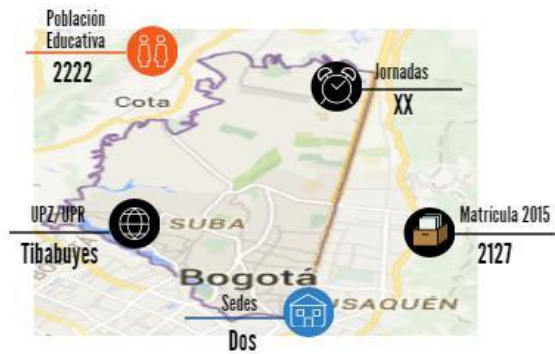 Población
Educativa
2222
Jornadas
XX
Cota
UPZ/UPR
Tibabuyes
SUBA
Matrícula 2015
2127
Bogotá
Sedes
Dos
USAQUÉN